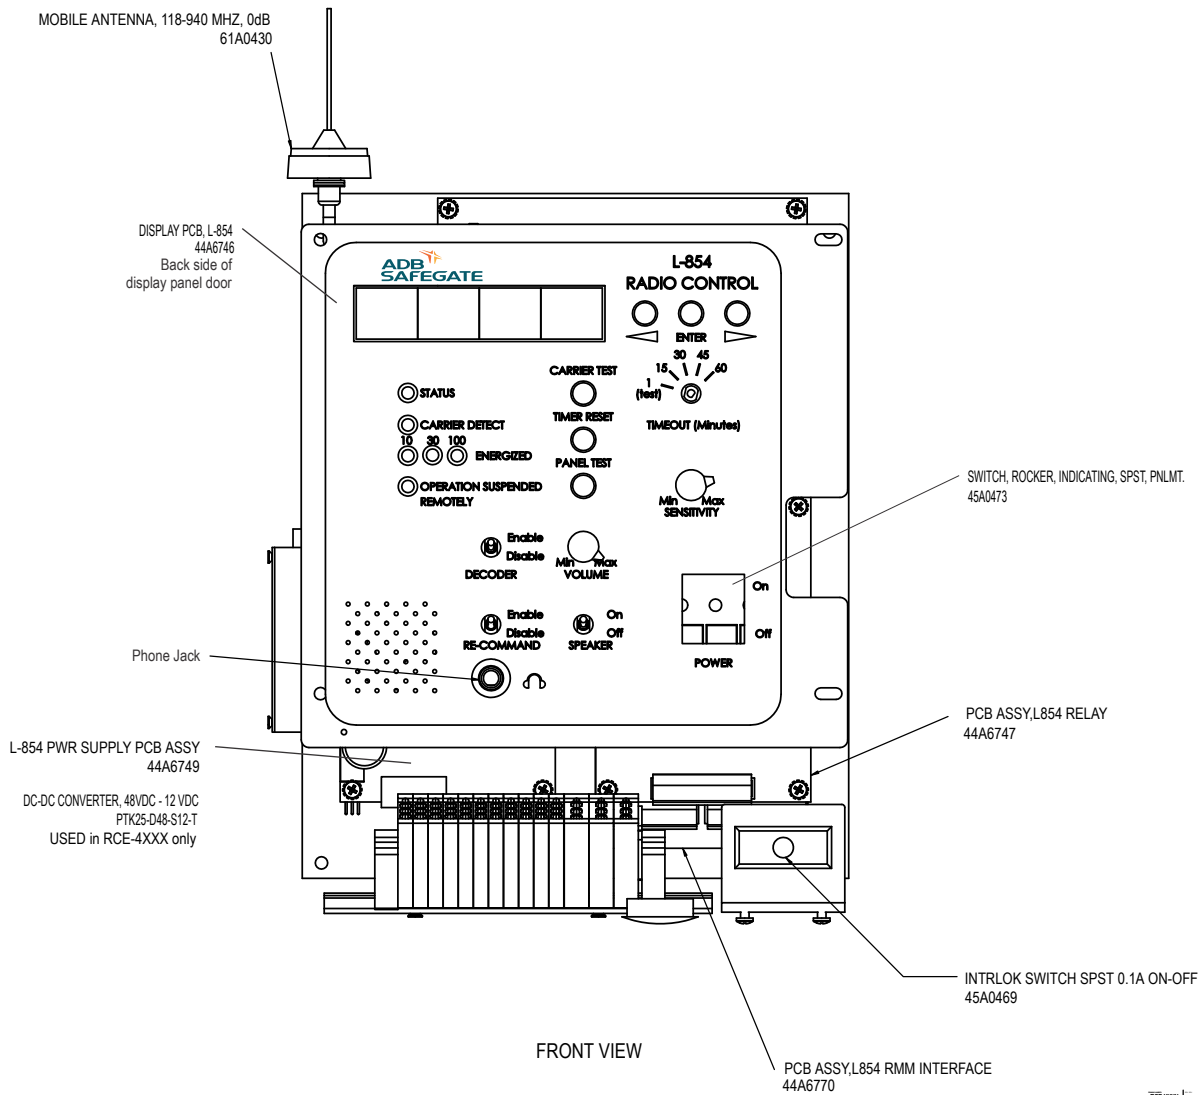 MOBILE ANTENNA, 118-940 MHZ, 0dB
61A0430
DISPLAY PCB, L-854
44A6746
Back side of
display panel door
ADB
SAFEGATE
L-854
RADIO CONTROL
ENTER
1
(test)
15
30
45
60
TIMEOUT (Minutes)
CARRIER TEST
TIMER RESET
PANEL TEST
STATUS
CARRIER DETECT
10 30 100
ENERGIZED
OPERATION SUSPENDED
REMOTELY
Min Max
SENSITIVITY
SWITCH, ROCKER, INDICATING, SPST, PNLMT.
45A0473
Enable
Disable
DECODER
Min Max
VOLUME
On
Off
POWER
Enable
Disable
RE-COMMAND
On
Off
SPEAKER
Phone Jack
L-854 PWR SUPPLY PCB ASSY
44A6749
DC-DC CONVERTER, 48VDC - 12 VDC
PTK25-D48-S12-T
USED in RCE-4XXX only
PCB ASSY,L854 RELAY
44A6747
INTRLOK SWITCH SPST 0.1A ON-OFF
45A0469
FRONT VIEW
PCB ASSY,L854 RMM INTERFACE
44A6770